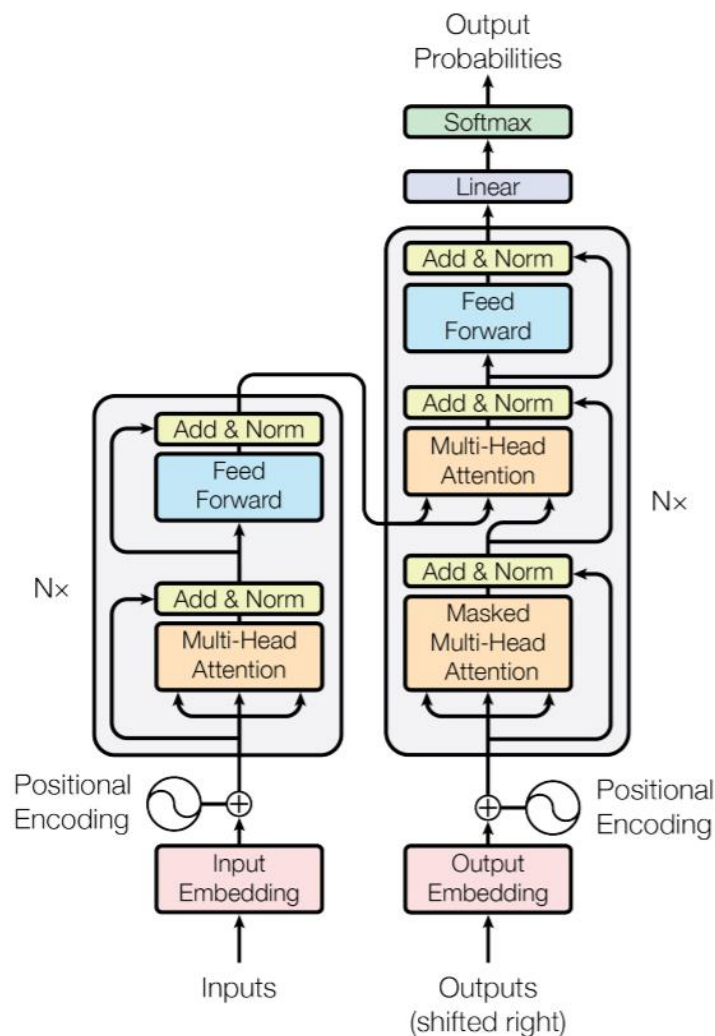 Output
Probabilities
Softmax
Linear
Add & Norm
Feed
Forward
Add & Norm
Multi-Head
Attention
Add & Norm
Masked
Multi-Head
Attention
N×
Add & Norm
Feed
Forward
Add & Norm
Multi-Head
Attention
N×
Positional
Encoding
Input
Embedding
Inputs
Positional
Encoding
Output
Embedding
Outputs
(shifted right)